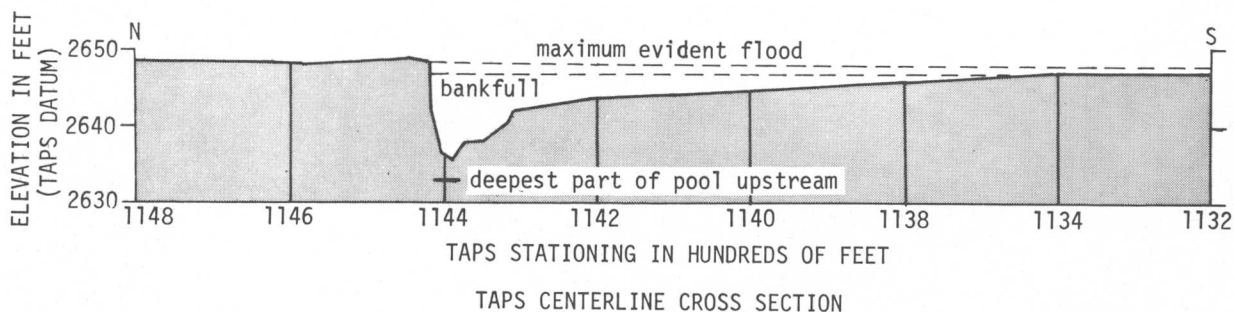 N
S
ELEVATION IN FEET
(TAPS DATUM)
2650
2640
2630
maximum evident flood
bankfull
deepest part of pool upstream
1148 1146 1144 1142 1140 1138 1134 1132
TAPS STATIONING IN HUNDREDS OF FEET
TAPS CENTERLINE CROSS SECTION